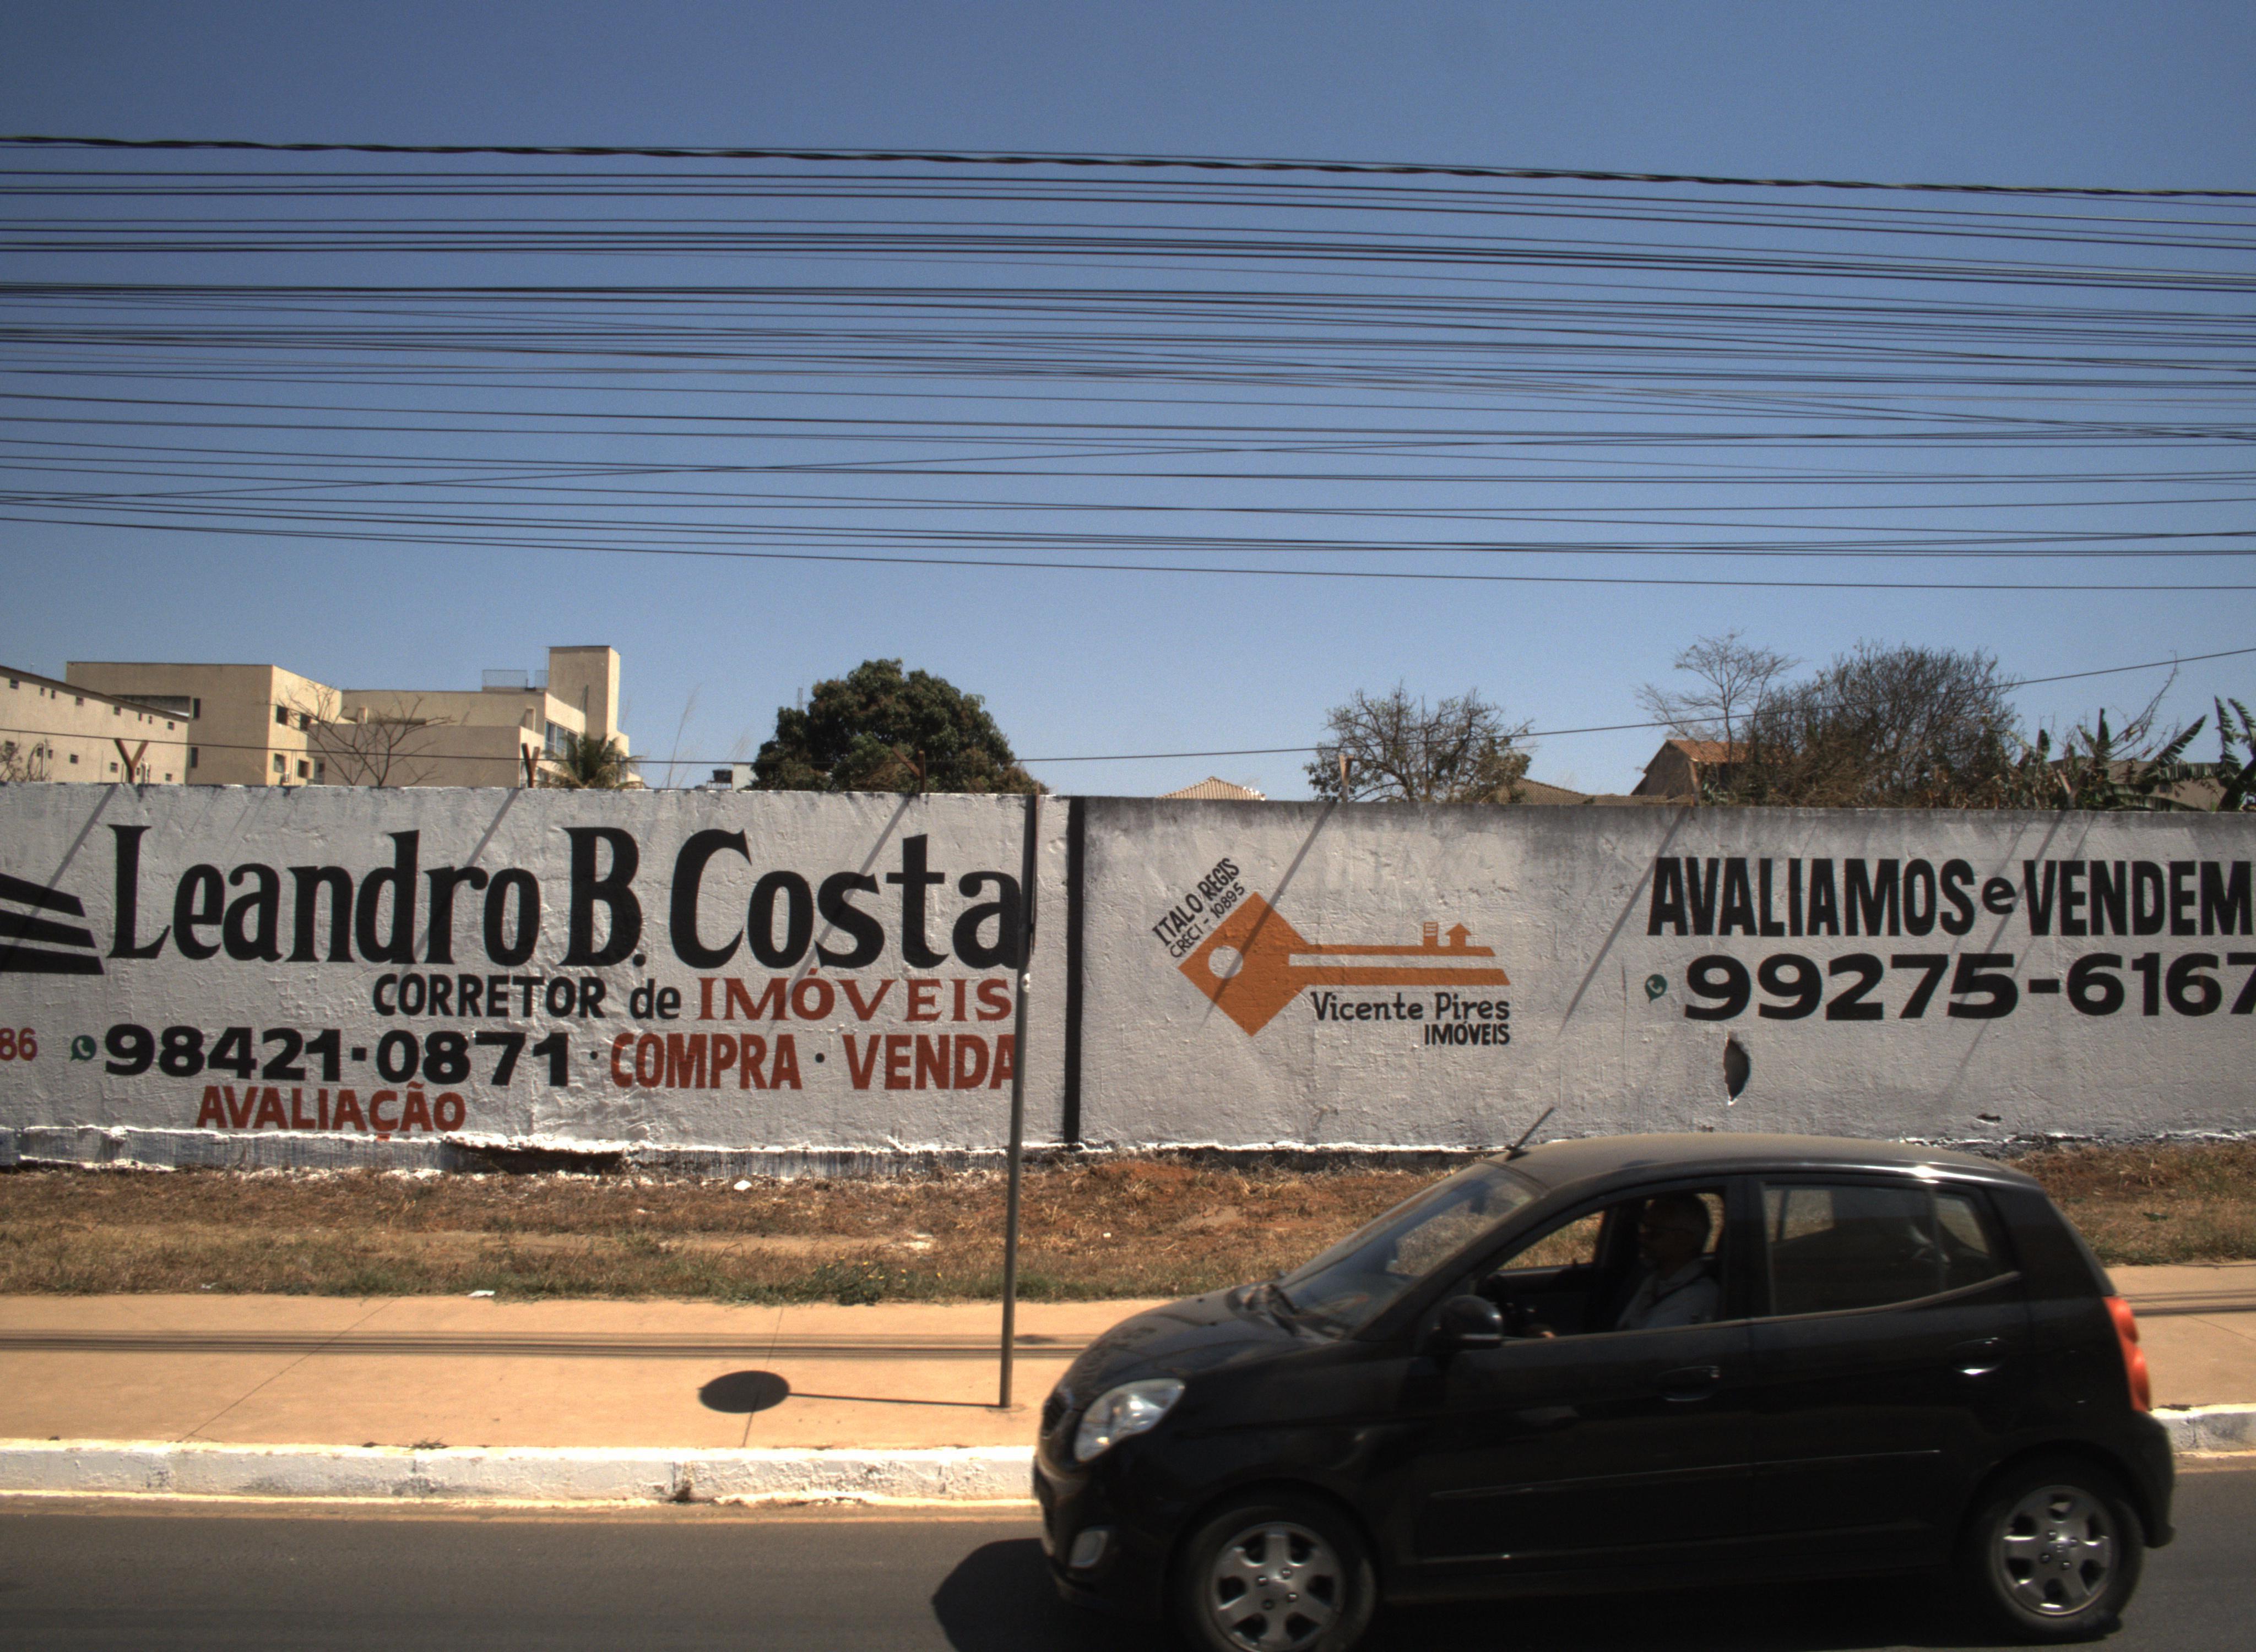 Leandro B. Costa
CORRETOR de IMÓVEIS
86 98421-0871 · COMPRA · VENDA
AVALIAÇÃO
ITALO REGIS
CRECI - 10895
Vicente Pires
IMÓVEIS
AVALIAMOS e VENDEM
99275-6167